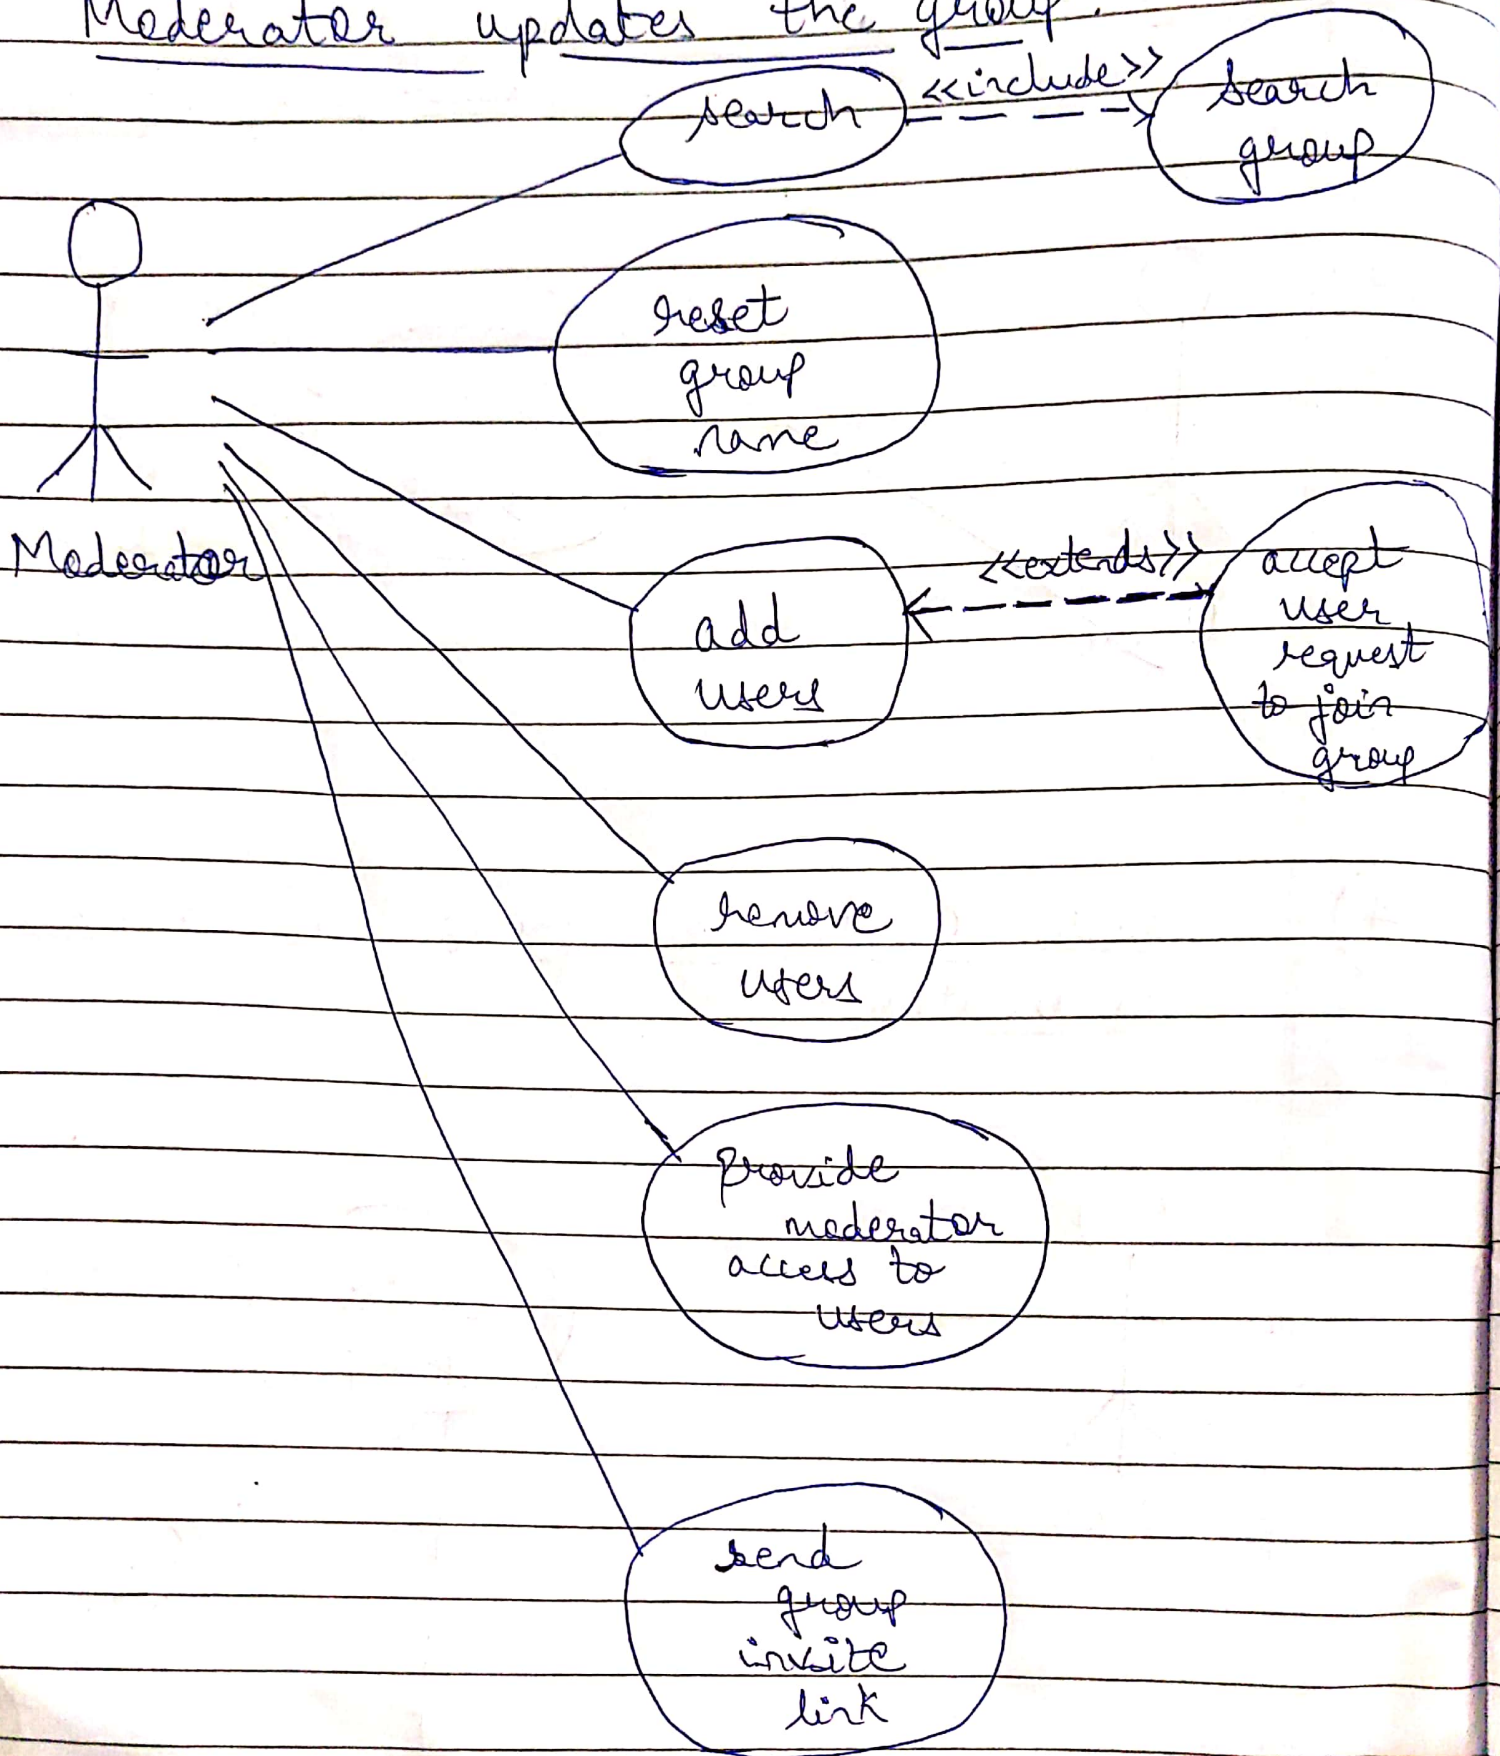 Moderator updates the group.
search
<<include>>
search
group
reset
group
name
Moderator
add
users
<<extends>>
accept
user
request
to join
group
remove
users
provide
moderator
access to
users
send
group
invite
link